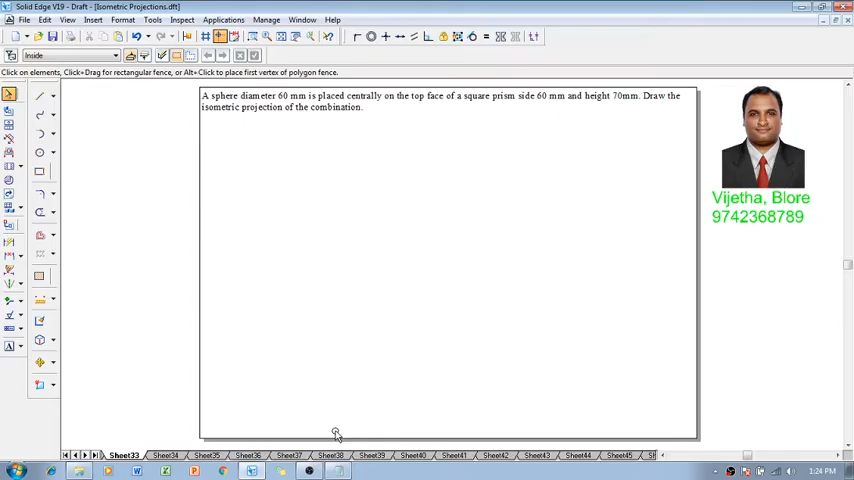 Solid Edge V19 - Draft - [Isometric Projections.dft]
File Edit View Insert Format Tools Inspect Manage Window Help
Inside
Click on elements, Click+Drag for rectangular fence, or Alt+Click to place first vertex of polygon fence.
A sphere diameter 60 mm is placed centrally on the top face of a square prism side 60 mm and height 70mm. Draw the
isometric projection of the combination.
Vijetha, Blore
9742368789
Sheet33 Sheet34 Sheet35 Sheet36 Sheet37 Sheet38 Sheet39 Sheet40 Sheet41 Sheet42 Sheet43 Sheet44 Sheet45 Sh
1:24 PM